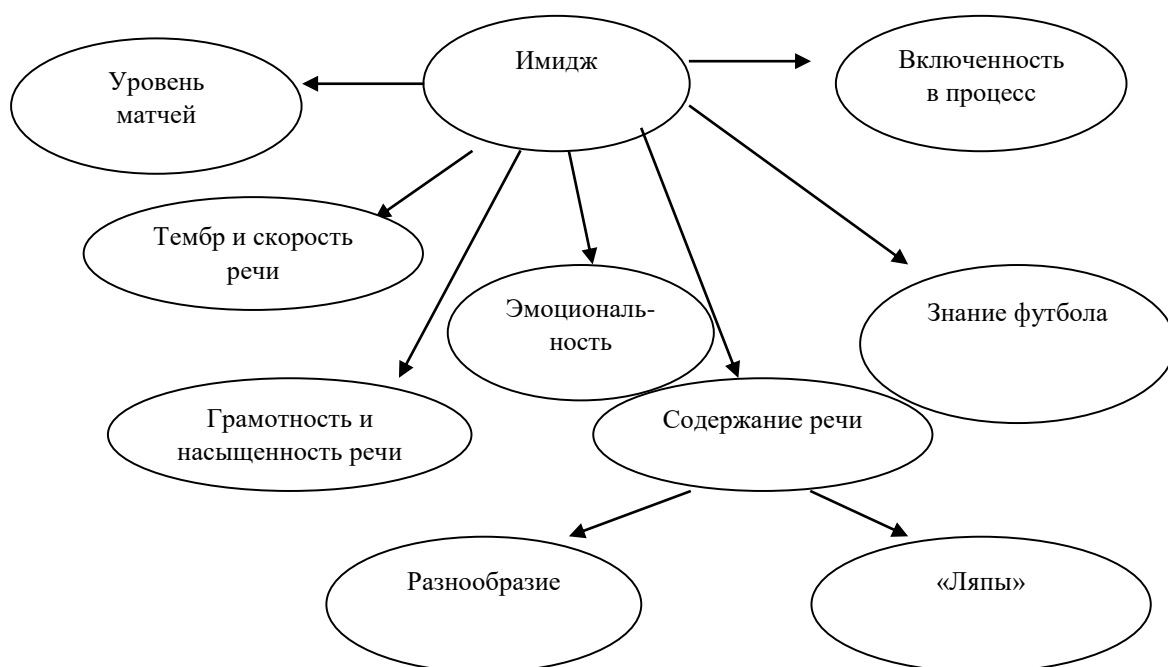 Имидж
Уровень
матчей
Включенность
в процесс
Тембр и скорость
речи
Эмоциональ-
ность
Знание футбола
Грамотность и
насыщенность речи
Содержание речи
Разнообразие
«Ляпы»